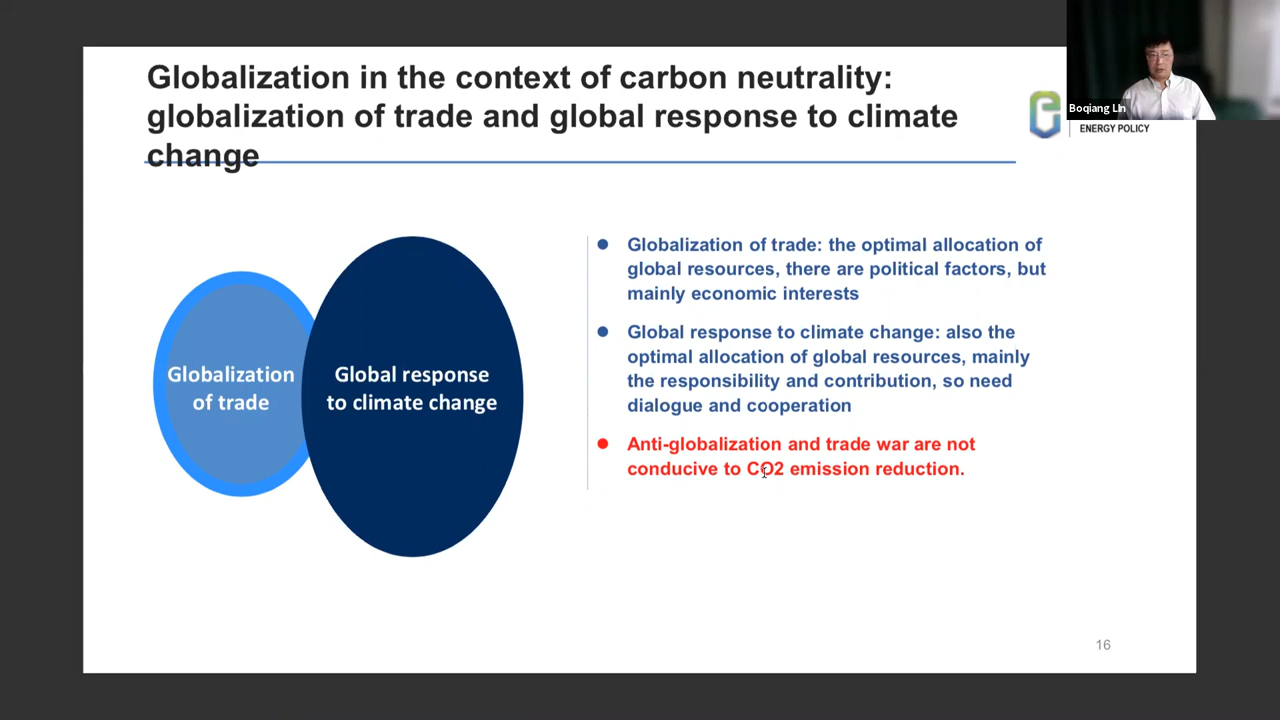 Globalization in the context of carbon neutrality:
globalization of trade and global response to climate
change
Boqiang LIn
ENERGY POLICY
Globalization
of trade
Global response
to climate change
Globalization of trade: the optimal allocation of
global resources, there are political factors, but
mainly economic interests
Global response to climate change: also the
optimal allocation of global resources, mainly
the responsibility and contribution, so need
dialogue and cooperation
Anti-globalization and trade war are not
conducive to CO2 emission reduction.
16